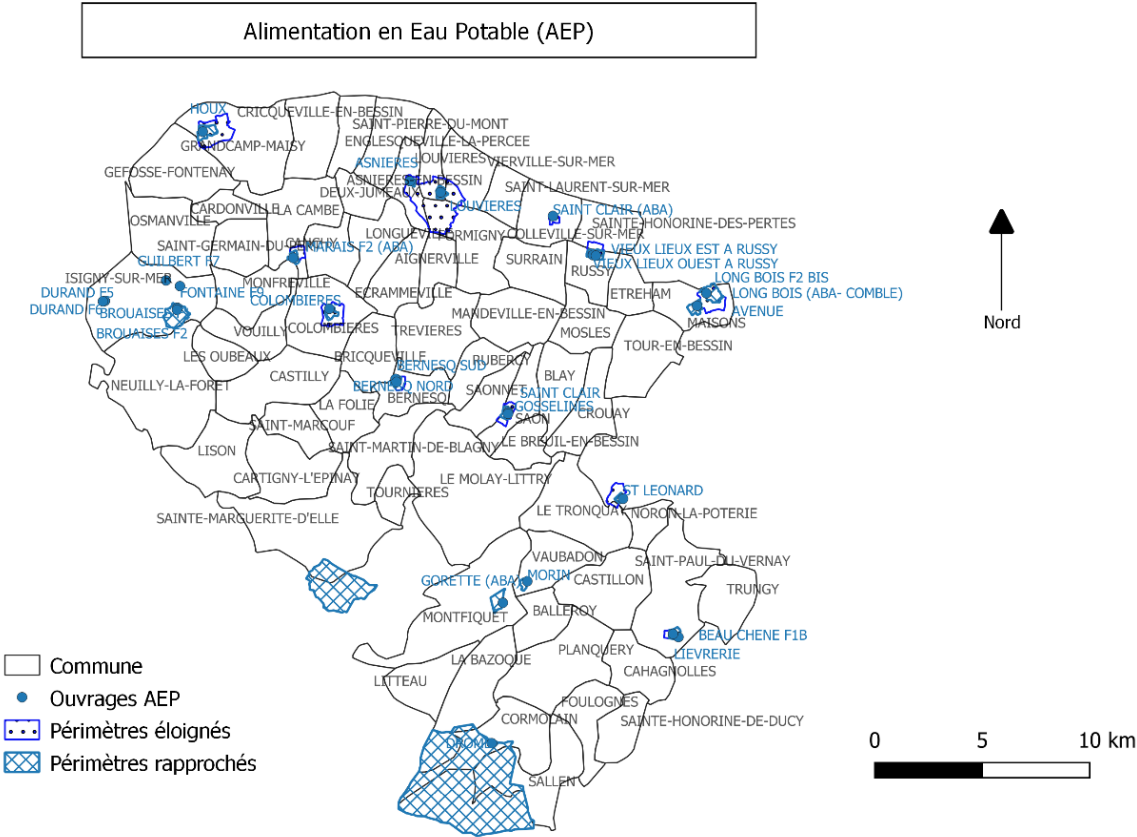 Alimentation en Eau Potable (AEP)
HOUX
CRICQUEVILLE-EN-BESSIN
SAINT-PIERRE-DU-MONT
GRANDCAMP-MAISY
ENGLESQUEVILLE-LA-PERCEE
ASNIERES
LOUVIERES
VIERVILLE-SUR-MER
GEFOSSE-FONTENAY
ASNIERES-EN-BESSIN
DEUX-JUMEAUX
SAINT-LAURENT-SUR-MER
CARDONVILLE
LA CAMBE
LOUVIERES
SAINT CLAIR (ABA)
OSMANVILLE
SAINTE-HONORINE-DES-PERTES
LONGUEVILLE
FORMIGNY
COLLEVILLE-SUR-MER
SAINT-GERMAIN-DU-PERT
CANCHY
MARAIS F2 (ABA)
VIEUX LIEUX EST A RUSSY
GUILBERT F7
AIGNERVILLE
SURRAIN
VIEUX LIEUX OUEST A RUSSY
RUSSY
ISIGNY-SUR-MER
MONFREVILLE
LONG BOIS F2 BIS
DURAND F5
FONTAINE F9
ECRAMMEVILLE
ETREHAM
LONG BOIS (ABA- COMBLE)
COLOMBIERES
DURAND F6
BROUAISES
MANDEVILLE-EN-BESSIN
AVENUE
MAISONS
BROUAISES F2
VOUILLY
COLOMBIERES
TREVIERES
MOSLES
TOUR-EN-BESSIN
LES OUBEAUX
BRICQUEVILLE
RUBERCY
BERNESQ SUD
NEUILLY-LA-FORET
CASTILLY
BLAY
BERNESQ NORD
SAONNET
SAINT CLAIR
BERNESQ
LA FOLIE
GOSSELINES
CROUAY
SAINT-MARCOUF
SAON
LISON
SAINT-MARTIN-DE-BLAGNY
LE BREUIL-EN-BESSIN
CARTIGNY-L'EPINAY
LE MOLAY-LITTRY
TOURNIERES
ST LEONARD
SAINTE-MARGUERITE-D'ELLE
LE TRONQUAY
NORON-LA-POTERIE
VAUBADON
SAINT-PAUL-DU-VERNAY
GORETTE (ABA)
MORIN
CASTILLON
TRUNGY
MONTFIQUET
BALLEROY
BEAU CHENE F1B
LA BAZOQUE
PLANQUERY
LIEVRERIE
LITTEAU
CAHAGNOLLES
FOULOGNES
CORMOLAIN
SAINTE-HONORINE-DE-DUCY
DROME
SALLEN
Nord
Commune
Ouvrages AEP
Périmètres éloignés
Périmètres rapprochés
0 5 10 km